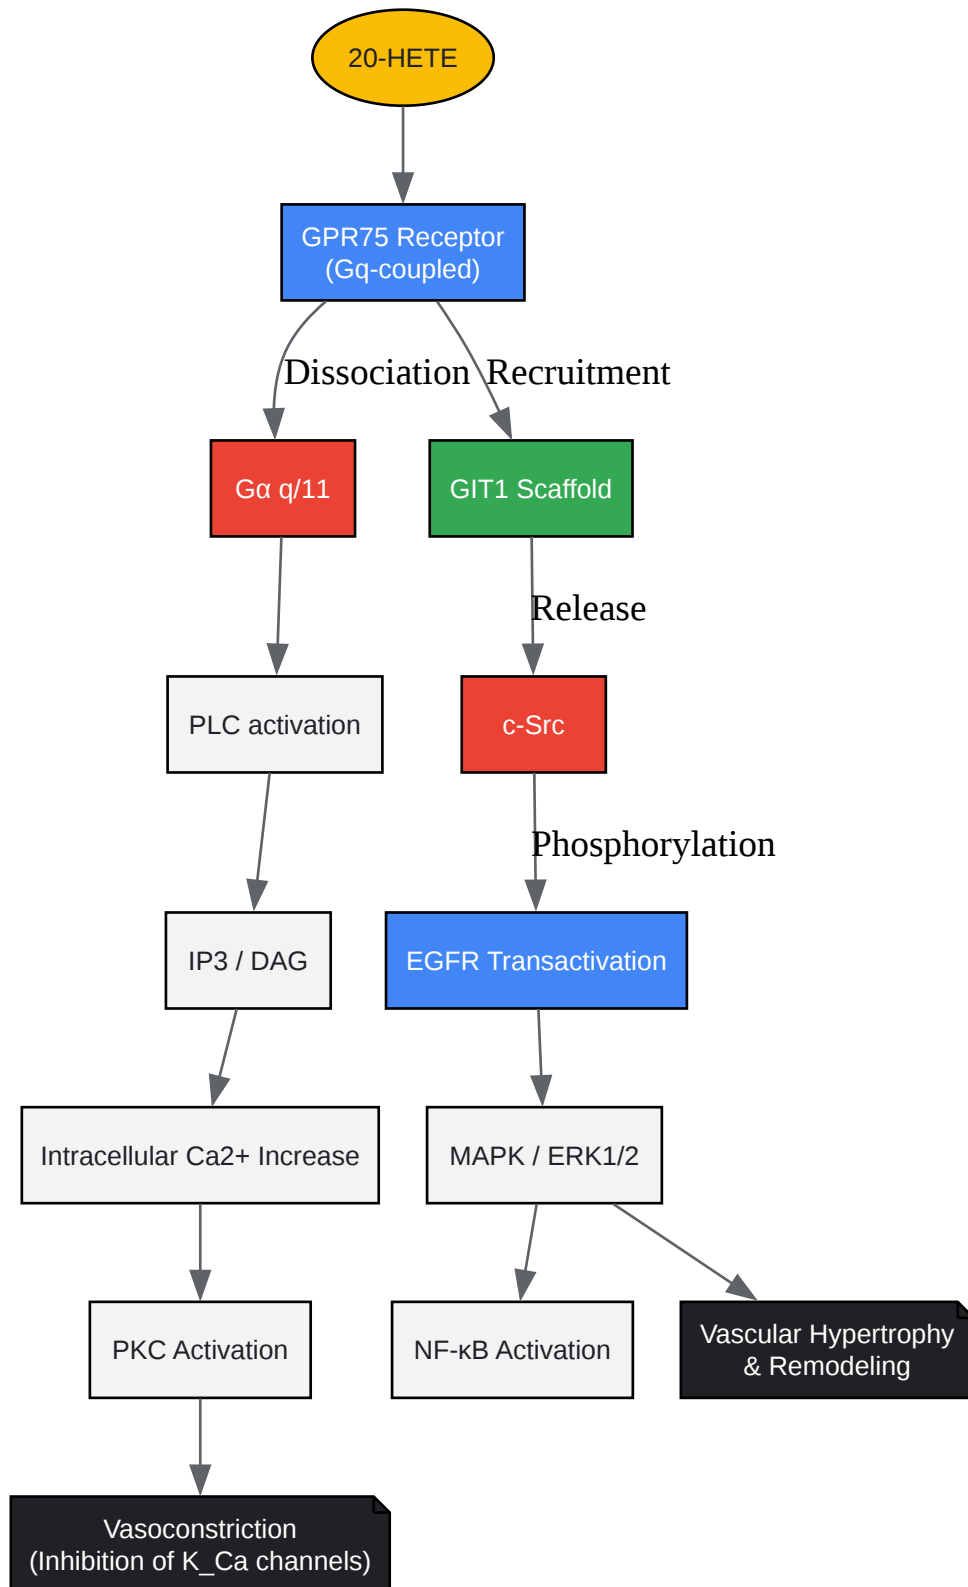 20-HETE
GPR75 Receptor
(Gq-coupled)
Dissociation
Recruitment
Gα q/11
GIT1 Scaffold
Release
PLC activation
c-Src
Phosphorylation
IP3 / DAG
EGFR Transactivation
Intracellular Ca2+ Increase
MAPK / ERK1/2
PKC Activation
NF-κB Activation
Vascular Hypertrophy
& Remodeling
Vasoconstriction
(Inhibition of K_Ca channels)